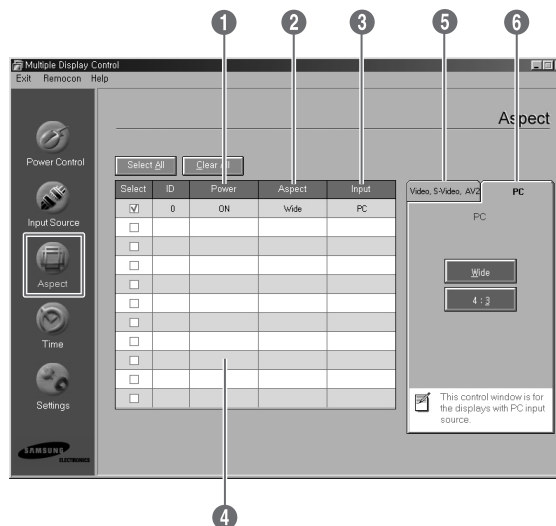 1 2 3 5 6
Multiple Display Control
Exit Remocon Help
Aspect
Power Control
Select All Clear All
Select ID Power Aspect Input
0 ON Wide PC
Video, S-Video, AV2 PC
PC
Input Source
Wide
4 : 3
Aspect
Time
Settings
This control window is for
the displays with PC input
source.
SAMSUNG
ELECTRONICS
4